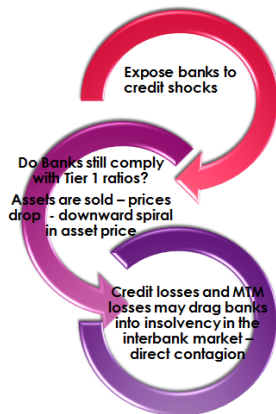 Expose banks to
credit shocks
Do Banks still comply
with Tier 1 ratios?
Assets are sold – prices
drop - downward spiral
in asset price
Credit losses and MTM
losses may drag banks
into insolvency in the
interbank market –
direct contagion